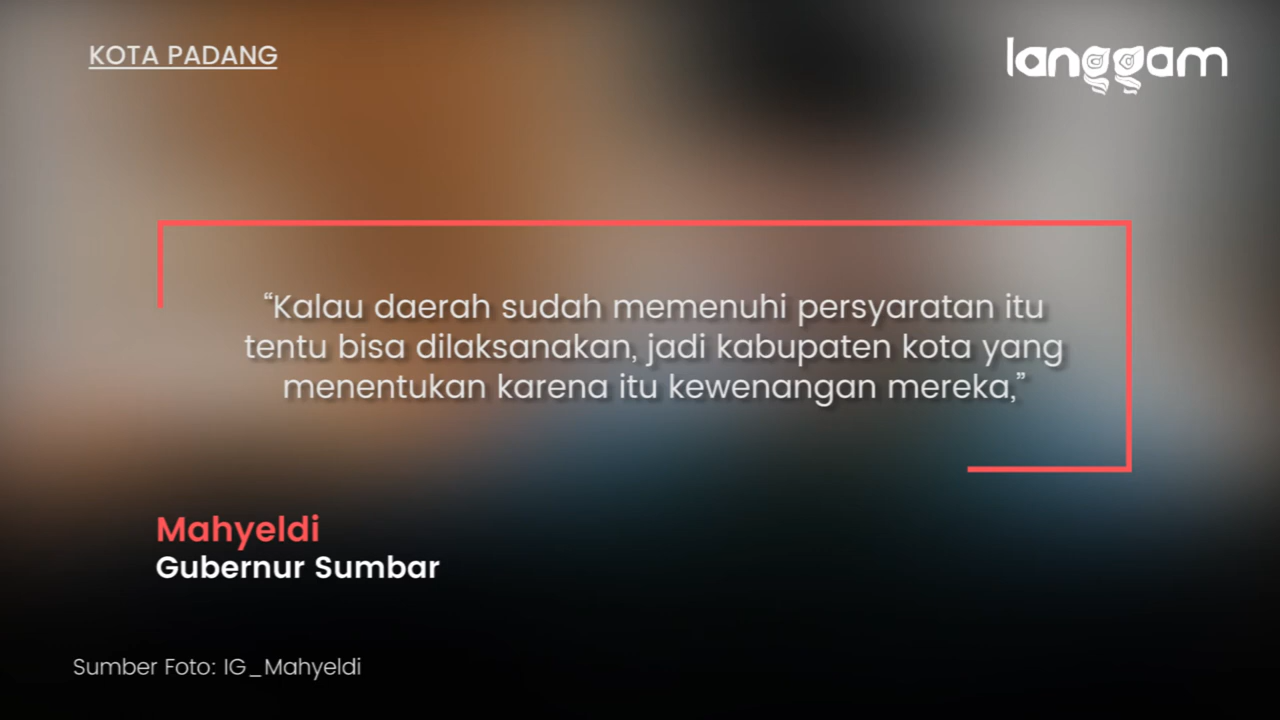 KOTA PADANG
langgam
“Kalau daerah sudah memenuhi persyaratan itu
tentu bisa dilaksanakan, jadi kabupaten kota yang
menentukan karena itu kewenangan mereka,”
Mahyeldi
Gubernur Sumbar
Sumber Foto: IG_Mahyeldi